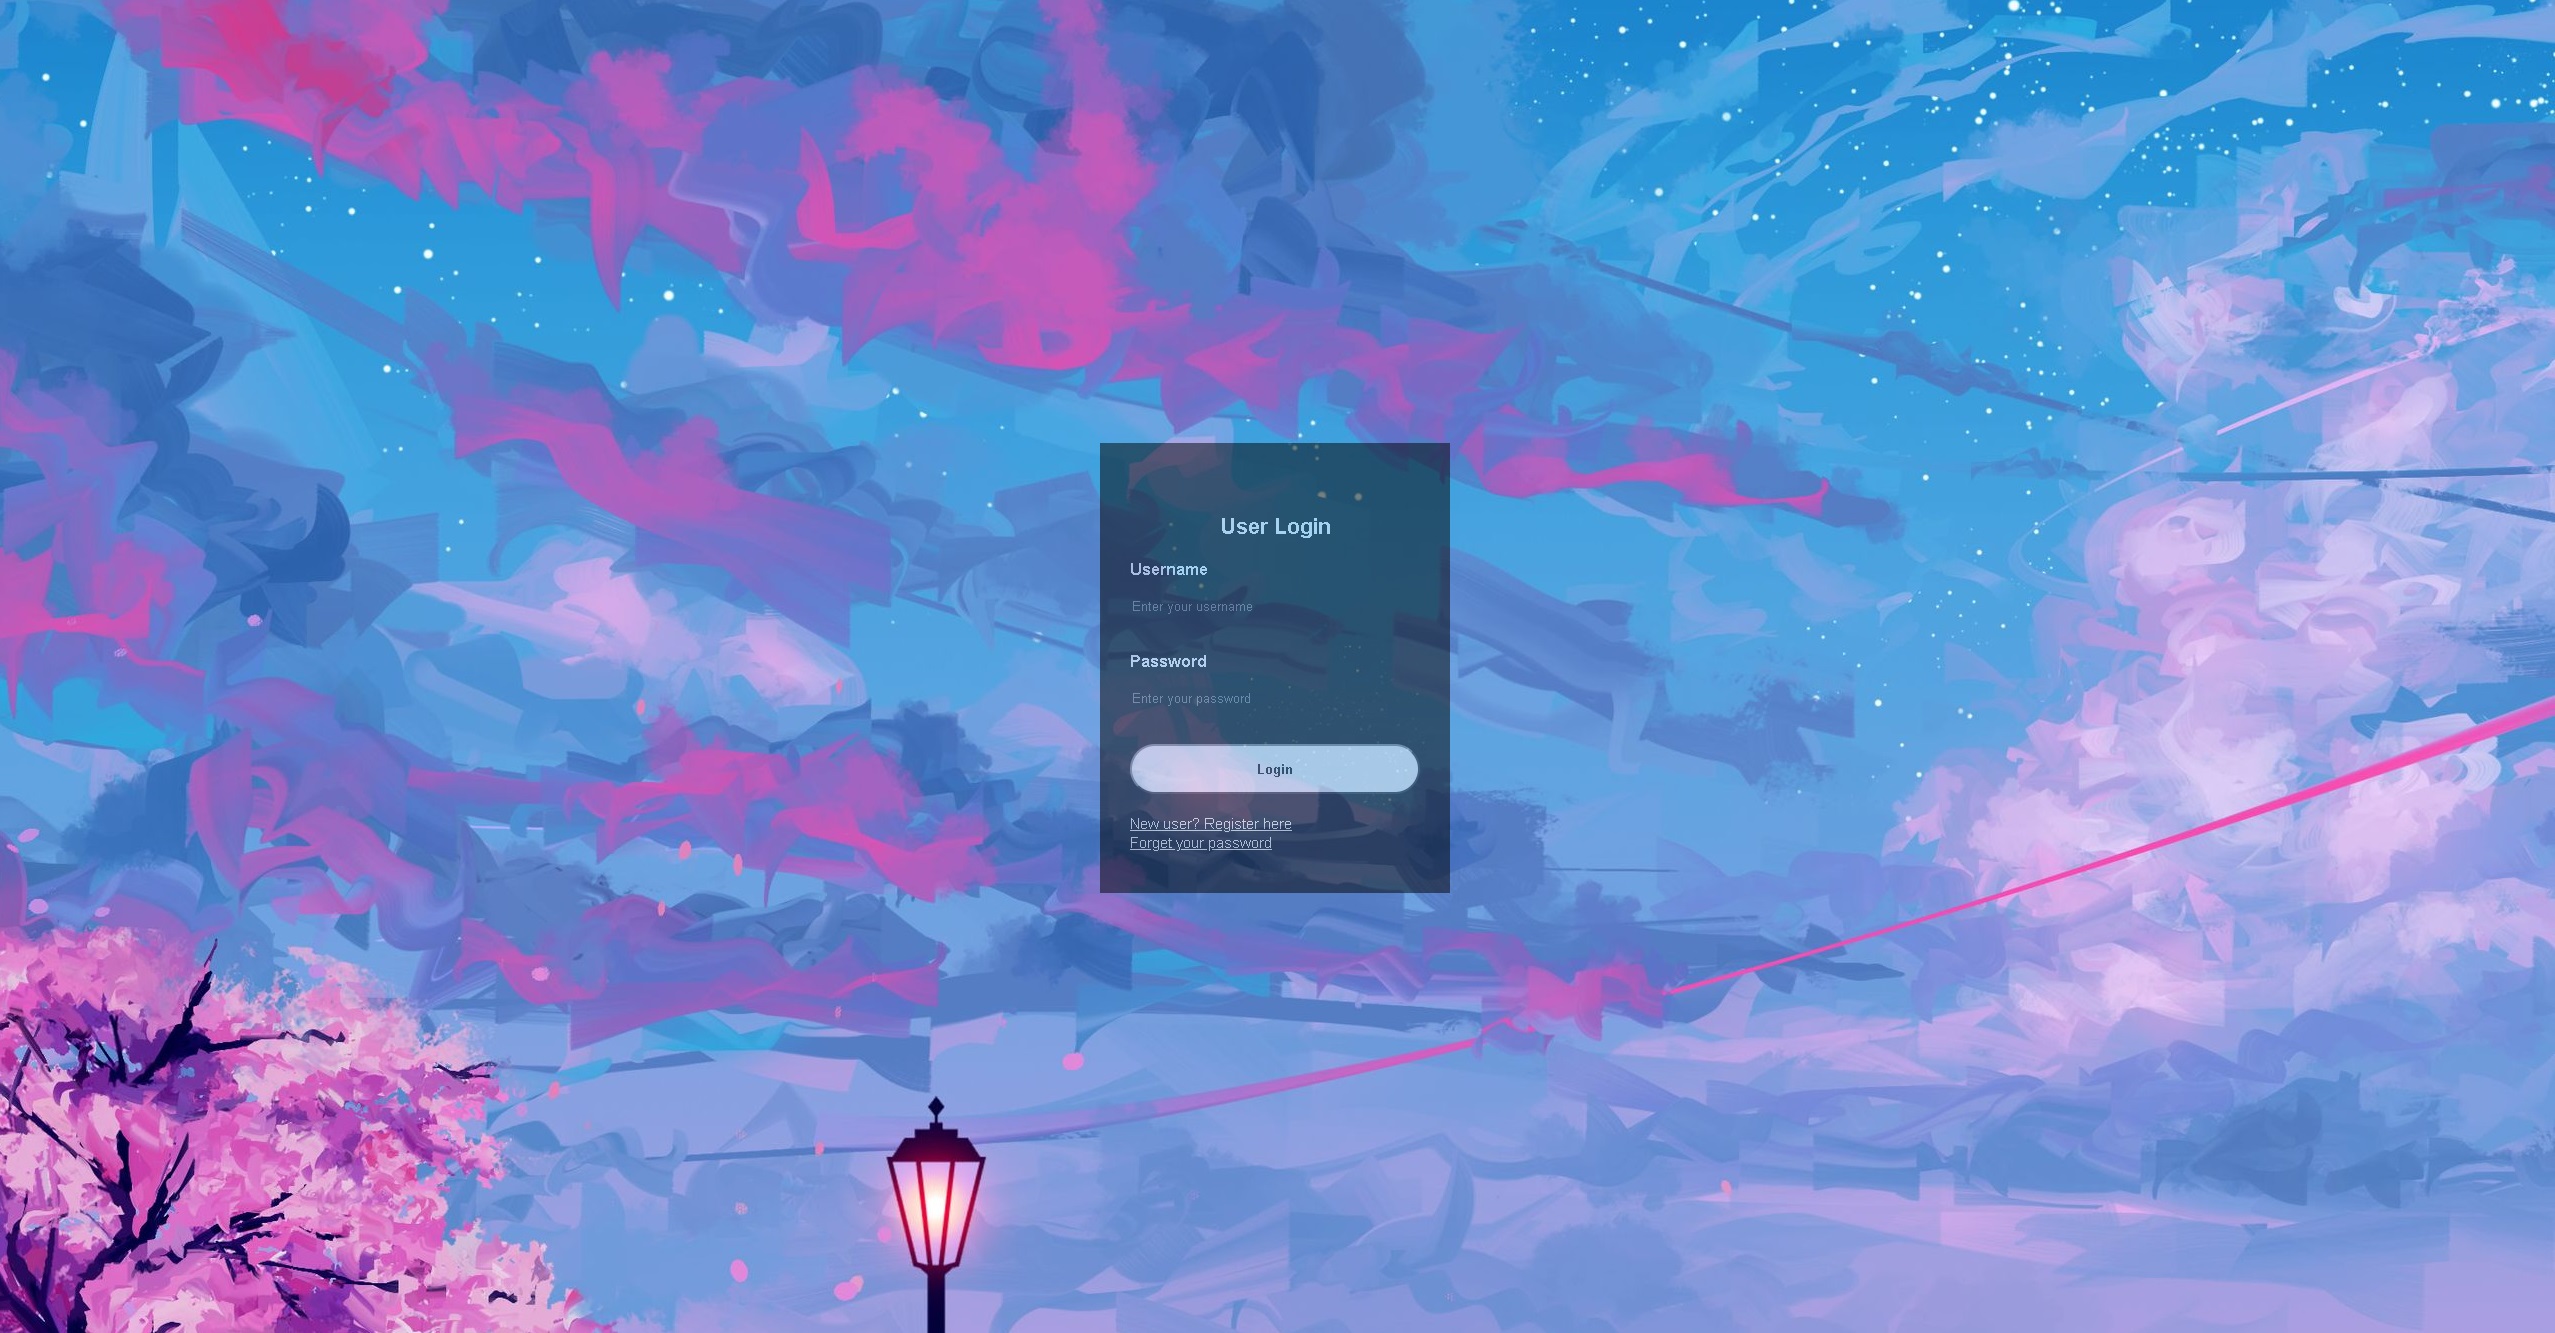 User Login
Username
Enter your username
Password
Enter your password
Login
New user? Register here
Forget your password